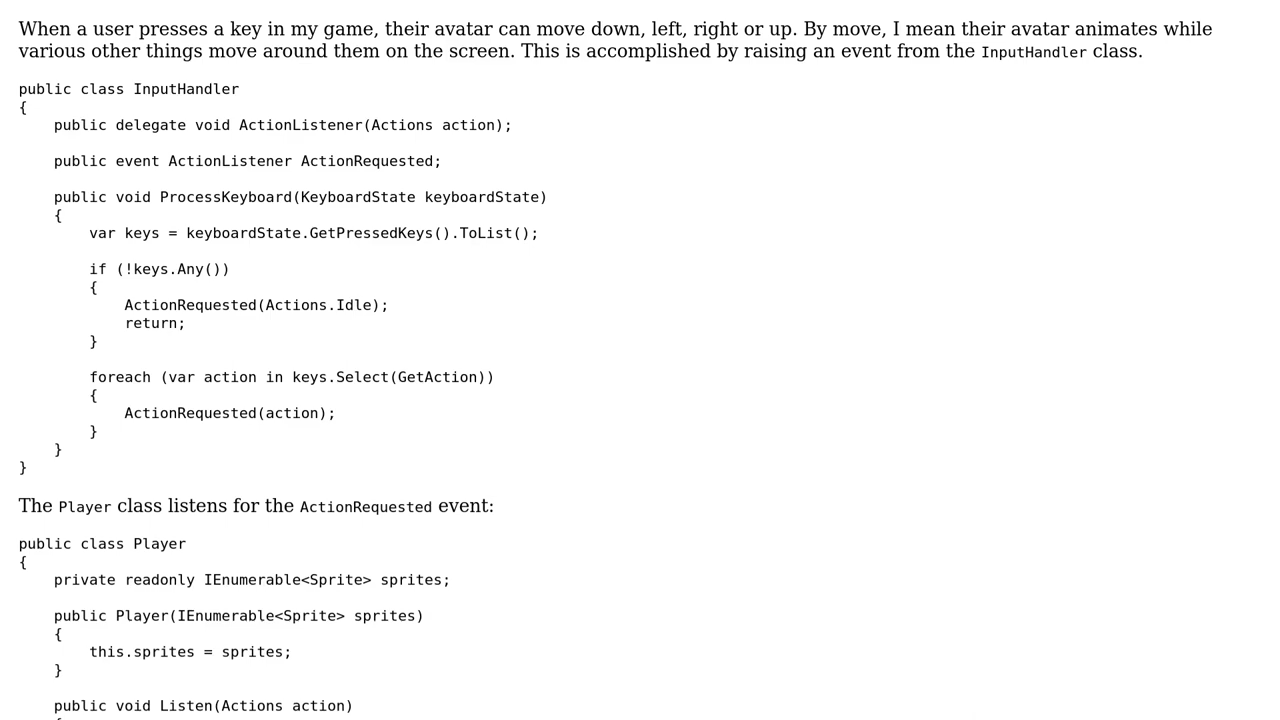 When a user presses a key in my game, their avatar can move down, left, right or up. By move, I mean their avatar animates while
various other things move around them on the screen. This is accomplished by raising an event from the InputHandler class.
public class InputHandler
{
    public delegate void ActionListener(Actions action);
    public event ActionListener ActionRequested;
    public void ProcessKeyboard(KeyboardState keyboardState)
    {
        var keys = keyboardState.GetPressedKeys().ToList();
        if (!keys.Any())
        {
            ActionRequested(Actions.Idle);
            return;
        }
        foreach (var action in keys.Select(GetAction))
        {
            ActionRequested(action);
        }
    }
}
The Player class listens for the ActionRequested event:
public class Player
{
    private readonly IEnumerable<Sprite> sprites;
    public Player(IEnumerable<Sprite> sprites)
    {
        this.sprites = sprites;
    }
    public void Listen(Actions action)
    {